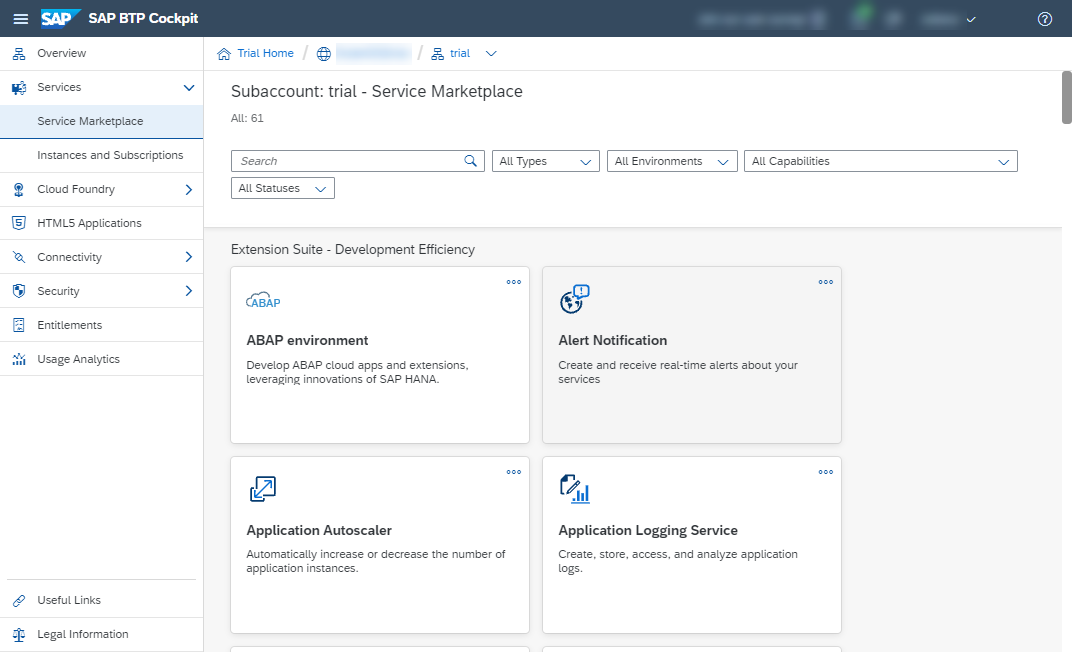 SAP SAP BTP Cockpit
Overview
Services
Service Marketplace
Instances and Subscriptions
Cloud Foundry
HTML5 Applications
Connectivity
Security
Entitlements
Usage Analytics
Useful Links
Legal Information
Trial Home / / trial
Subaccount: trial - Service Marketplace
All: 61
Search
All Types
All Environments
All Capabilities
All Statuses
Extension Suite - Development Efficiency
ABAP
ABAP environment
Develop ABAP cloud apps and extensions,
leveraging innovations of SAP HANA.
Alert Notification
Create and receive real-time alerts about your
services
Application Autoscaler
Automatically increase or decrease the number of
application instances.
Application Logging Service
Create, store, access, and analyze application
logs.